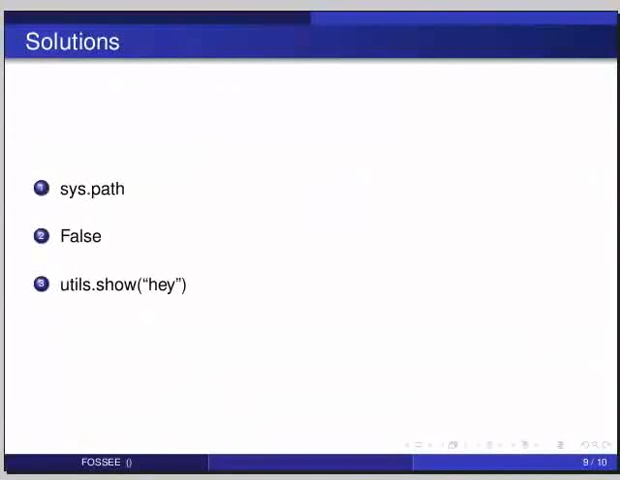 Solutions
1 sys.path
2 False
3 utils.show(“hey”)
FOSSEE ()
9 / 10